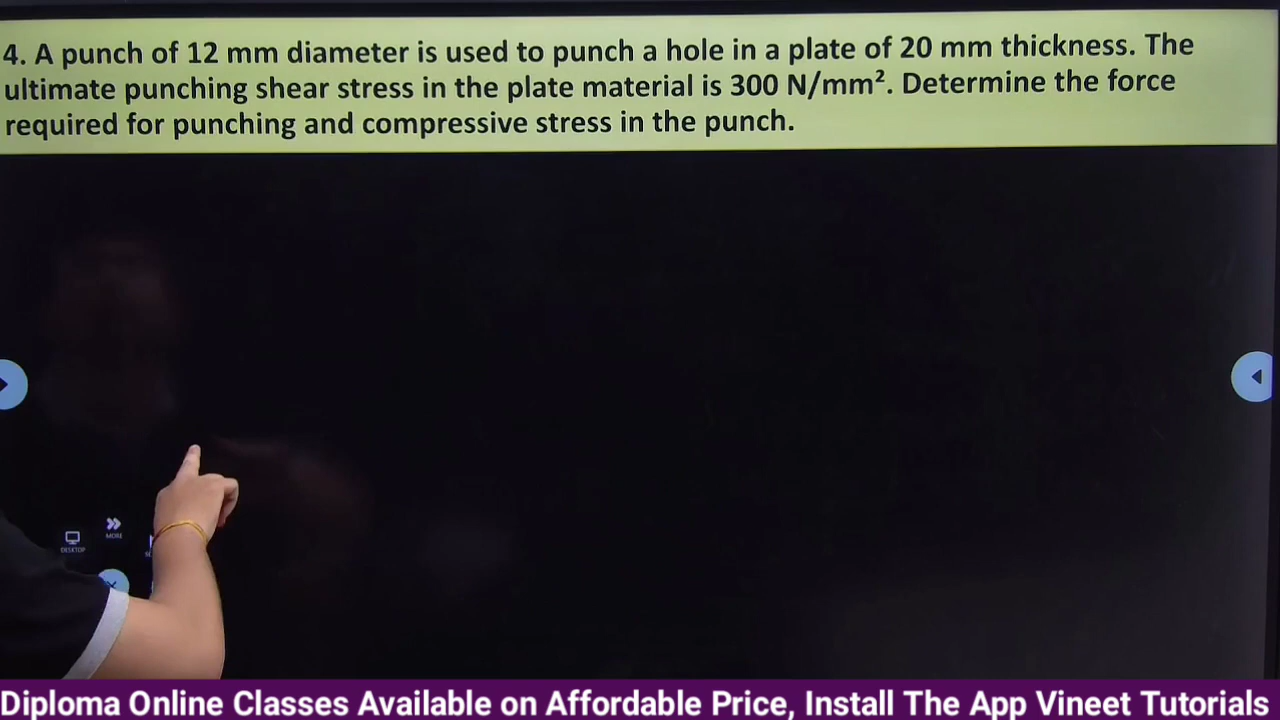 4. A punch of 12 mm diameter is used to punch a hole in a plate of 20 mm thickness. The
ultimate punching shear stress in the plate material is 300 N/mm². Determine the force
required for punching and compressive stress in the punch.
MORE
DESKTOP
Diploma Online Classes Available on Affordable Price, Install The App Vineet Tutorials